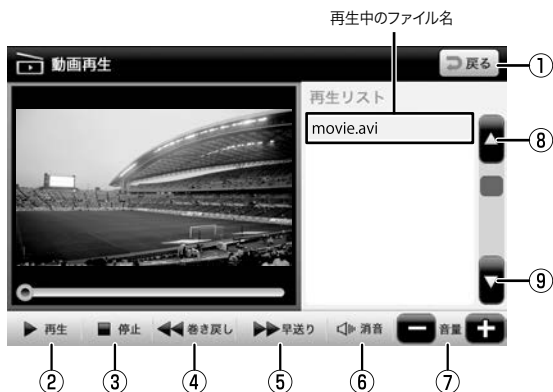 再生中のファイル名
動画再生
戻る
①
再生リスト
movie.avi
⑧
⑨
再生
停止
巻き戻し
早送り
消音
音量
②
③
④
⑤
⑥
⑦